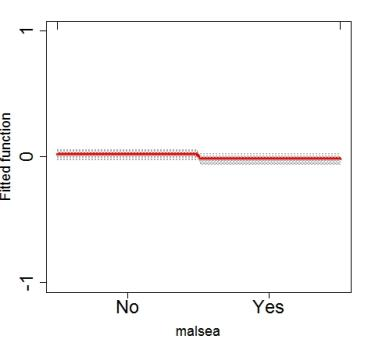 Fitted function
1
0
-1
No Yes
malsea